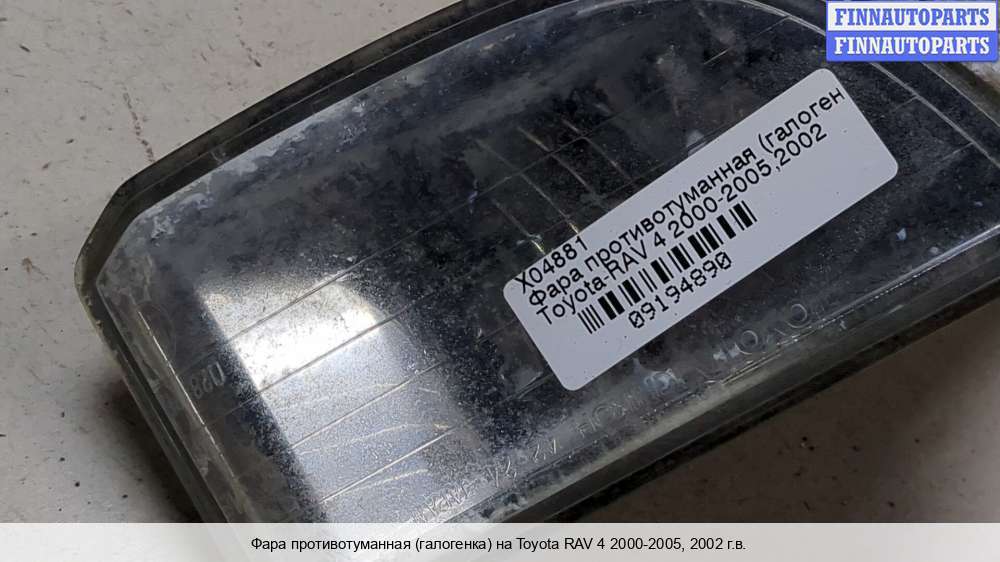 FINNAUTOPARTS
FINNAUTOPARTS
X04881
Фара противотуманная (галоген
Toyota RAV 4 2000-2005,2002
09194890
Фара противотуманная (галогенка) на Toyota RAV 4 2000-2005, 2002 г.в.